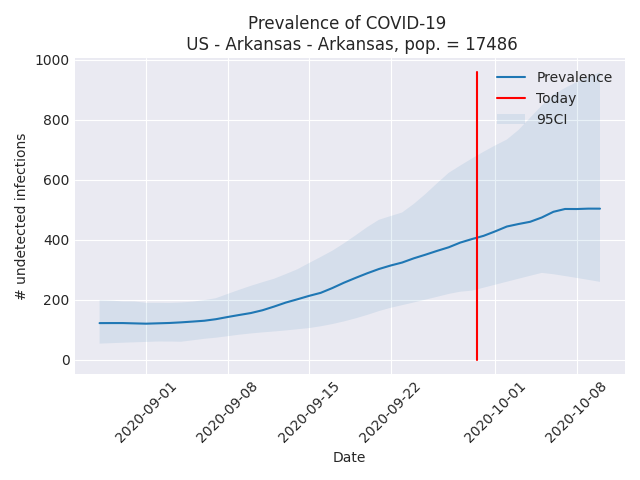 Prevalence of COVID-19
US - Arkansas - Arkansas, pop. = 17486
# undetected infections
1000
800
600
400
200
0
Prevalence
Today
95CI
2020-09-01
2020-09-08
2020-09-15
2020-09-22
2020-10-01
2020-10-08
Date